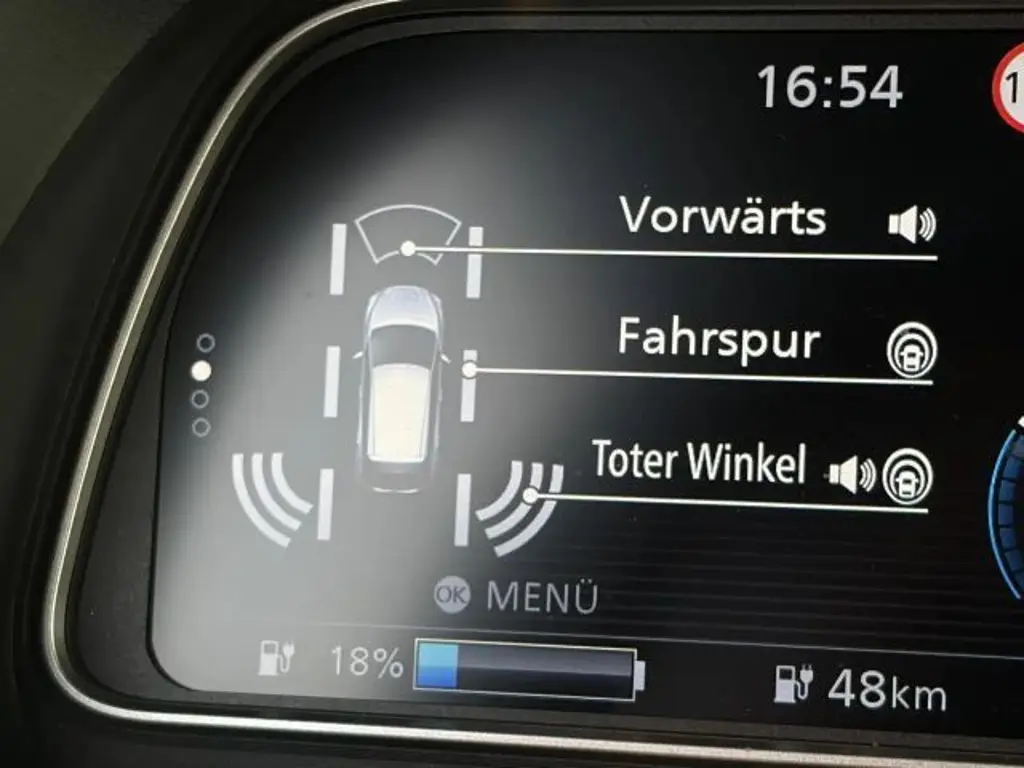 16:54
Vorwärts
Fahrspur
Toter Winkel
OK MENÜ
18% 48km